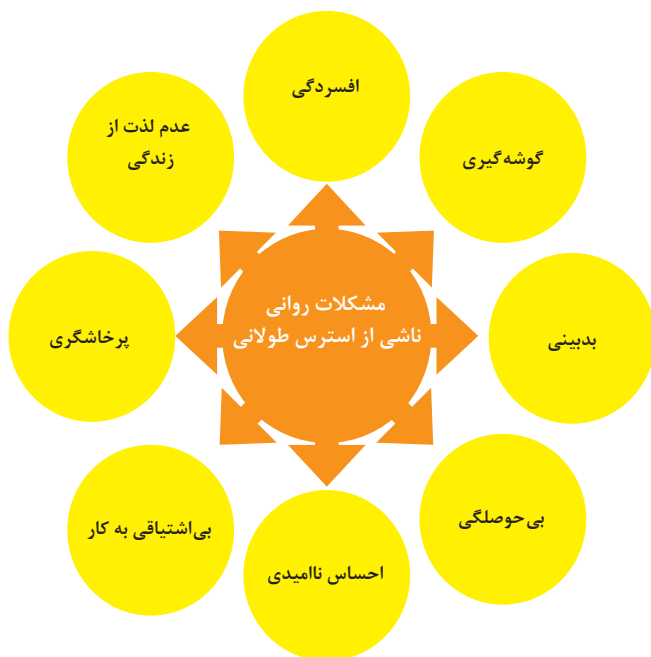 افسردگی
عدم لذت از
زندگی
گوشه‌گیری
مشکلات روانی
ناشی از استرس طولانی
پرخاشگری
بدبینی
بی‌اشتیاقی به کار
بی‌حوصلگی
احساس ناامیدی